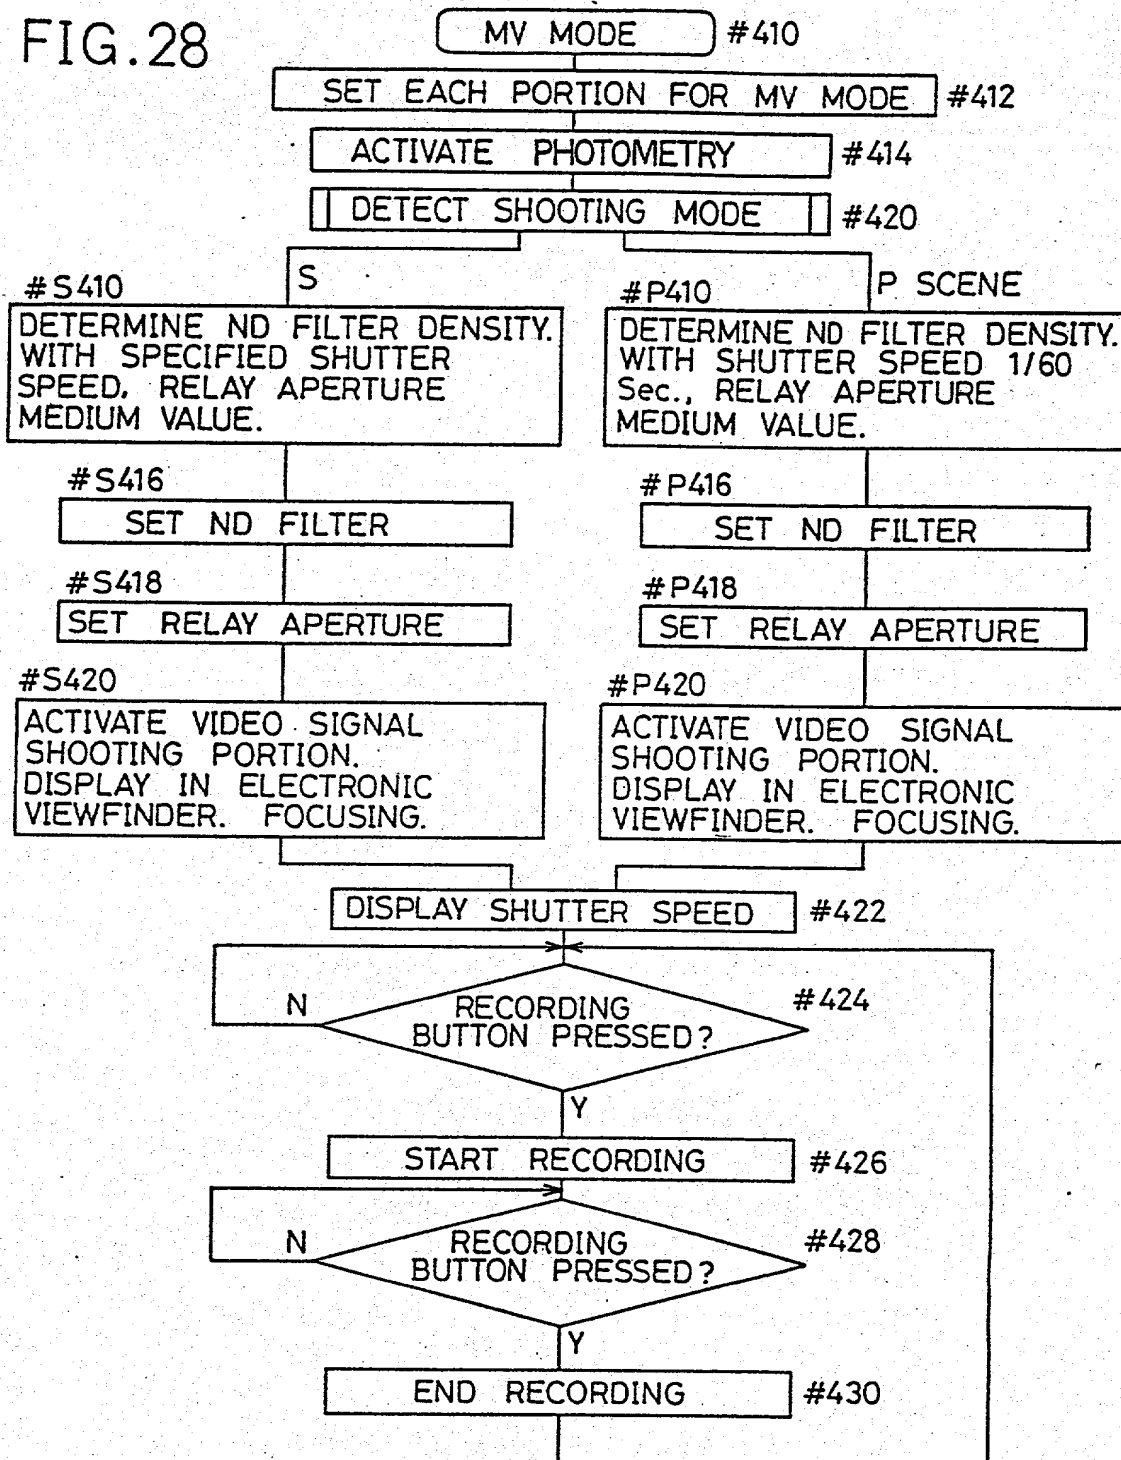 FIG.28
MV MODE #410
SET EACH PORTION FOR MV MODE #412
ACTIVATE PHOTOMETRY #414
DETECT SHOOTING MODE #420
S
P SCENE
#S410
DETERMINE ND FILTER DENSITY.
WITH SPECIFIED SHUTTER
SPEED. RELAY APERTURE
MEDIUM VALUE.
#P410
DETERMINE ND FILTER DENSITY.
WITH SHUTTER SPEED 1/60
Sec., RELAY APERTURE
MEDIUM VALUE.
#S416
SET ND FILTER
#P416
SET ND FILTER
#S418
SET RELAY APERTURE
#P418
SET RELAY APERTURE
#S420
ACTIVATE VIDEO SIGNAL
SHOOTING PORTION.
DISPLAY IN ELECTRONIC
VIEWFINDER. FOCUSING.
#P420
ACTIVATE VIDEO SIGNAL
SHOOTING PORTION.
DISPLAY IN ELECTRONIC
VIEWFINDER. FOCUSING.
DISPLAY SHUTTER SPEED #422
N
RECORDING
BUTTON PRESSED?
#424
Y
START RECORDING #426
N
RECORDING
BUTTON PRESSED?
#428
Y
END RECORDING #430